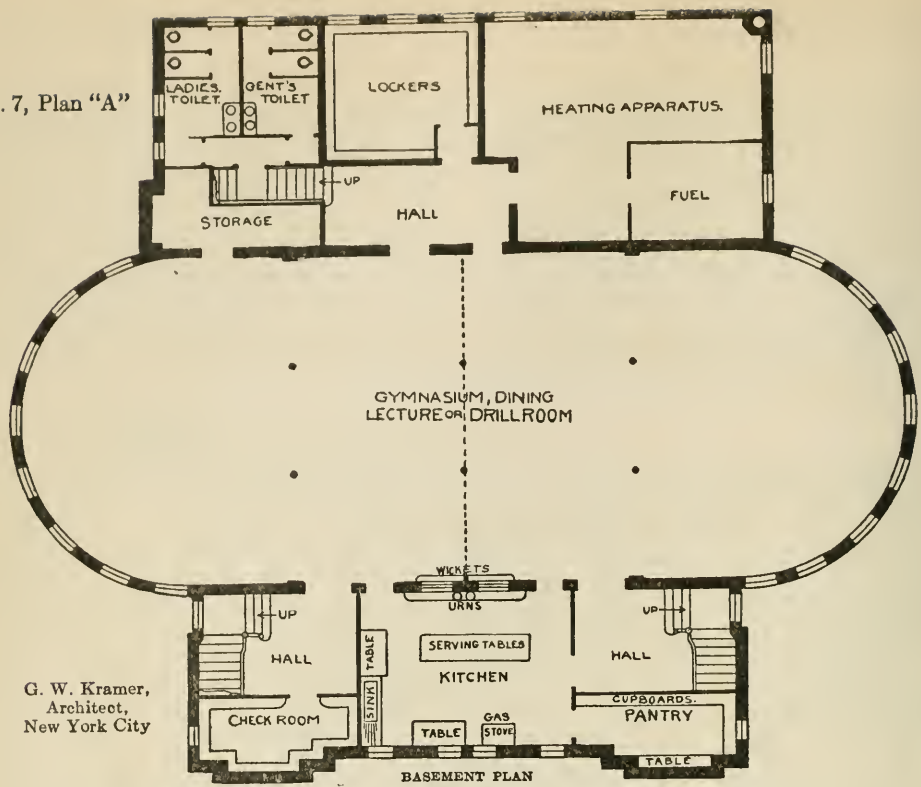 . 7, Plan "A"
LADIES.
TOILET.
GENT'S
TOILET
LOCKERS
HEATING APPARATUS.
UP
STORAGE
HALL
FUEL
GYMNASIUM, DINING
LECTURE OR DRILLROOM
WICKETS
URNS
UP
HALL
TABLE
SERVING TABLES
KITCHEN
SINK
TABLE
GAS
STOVE
UP
HALL
CUPBOARDS.
PANTRY
TABLE
CHECK ROOM
G. W. Kramer,
Architect,
New York City
BASEMENT PLAN